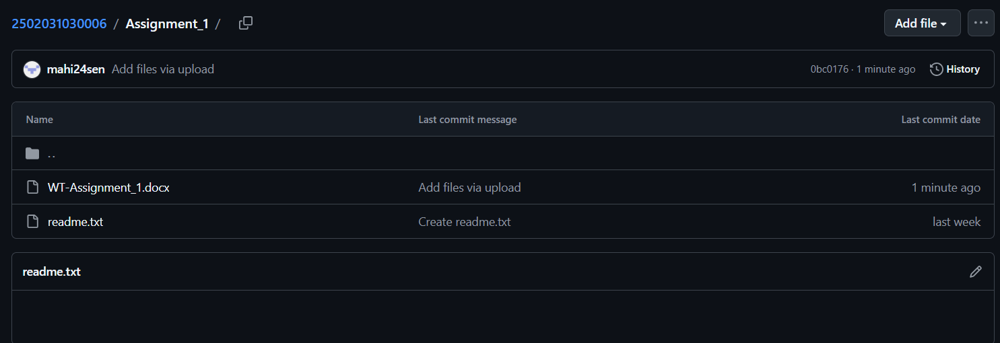 2502031030006 / Assignment_1 /
Add file
mahi24sen Add files via upload
0bc0176 · 1 minute ago History
Name Last commit message Last commit date
..
WT-Assignment_1.docx Add files via upload 1 minute ago
readme.txt Create readme.txt last week
readme.txt